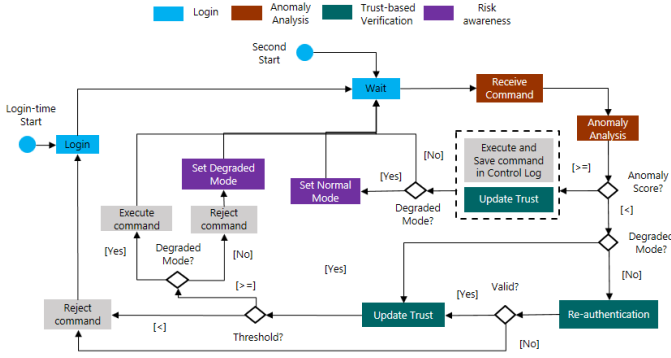 Login
Anomaly
Analysis
Trust-based
Verification
Risk
awareness
Second
Start
Wait
Receive
Command
Login-time
Start
Login
Anomaly
Analysis
Execute and
Save command
in Control Log
Update Trust
[>=]
Anomaly
Score?
[<]
[No]
[Yes]
Degraded
Mode?
Set Normal
Mode
Set Degraded
Mode
Execute
command
Reject
command
[Yes]
Degraded
Mode?
[No]
Degraded
Mode?
[Yes]
[No]
[>=]
Reject
command
[<]
Threshold?
Update Trust
[Yes]
Valid?
[No]
Re-authentication